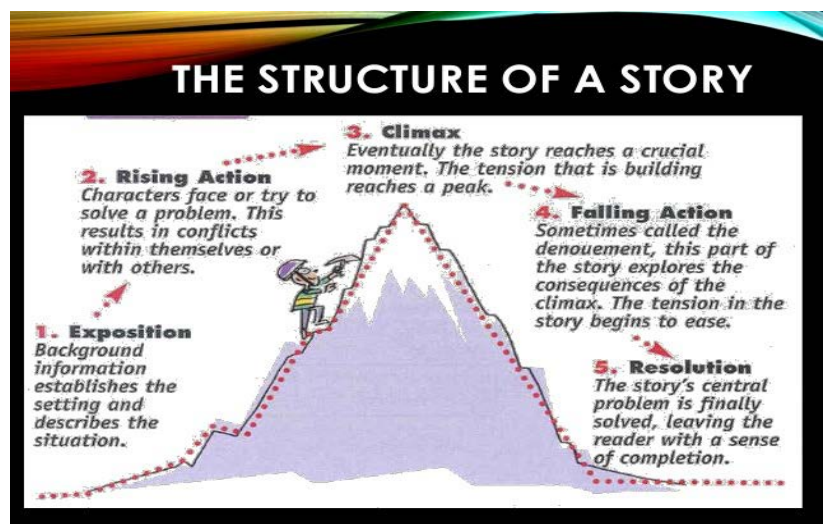 THE STRUCTURE OF A STORY
1. Exposition
Background
information
establishes the
setting and
describes the
situation.
2. Rising Action
Characters face or try to
solve a problem. This
results in conflicts
within themselves or
with others.
3. Climax
Eventually the story reaches a crucial
moment. The tension that is building
reaches a peak.
4. Falling Action
Sometimes called the
denouement, this part of
the story explores the
consequences of the
climax. The tension in the
story begins to ease.
5. Resolution
The story's central
problem is finally
solved, leaving the
reader with a sense
of completion.